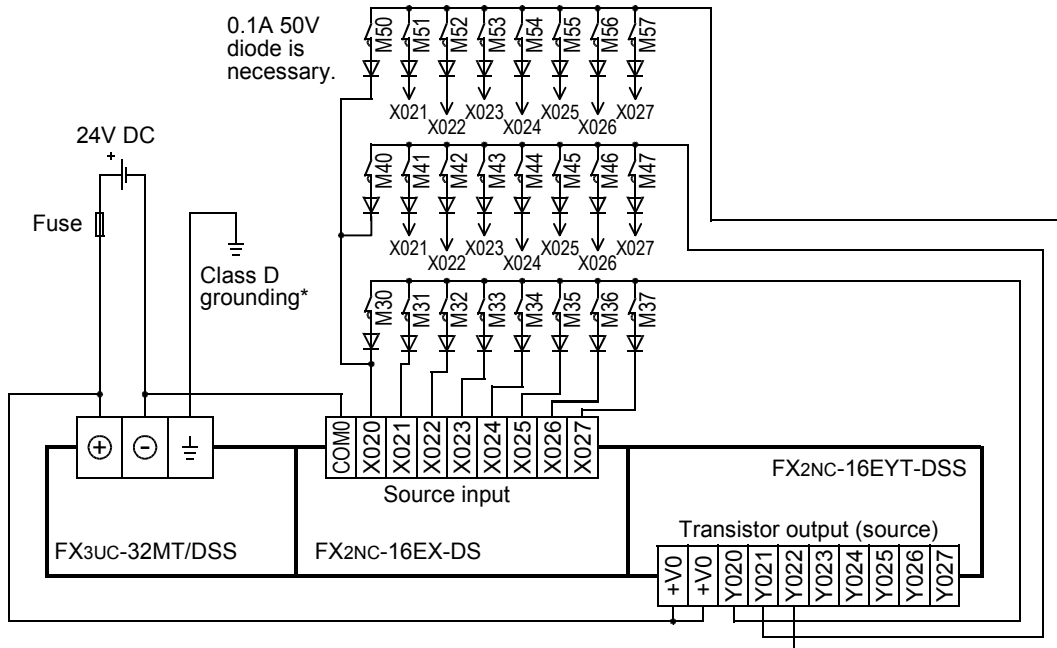 0.1A 50V
diode is
necessary.
M50 M51 M52 M53 M54 M55 M56 M57
X021 X022 X023 X024 X025 X026 X027
24V DC
+
M40 M41 M42 M43 M44 M45 M46 M47
Fuse
X021 X022 X023 X024 X025 X026 X027
Class D
grounding*
M30 M31 M32 M33 M34 M35 M36 M37
+ - COM0 X020 X021 X022 X023 X024 X025 X026 X027
Source input
FX2NC-16EYT-DSS
Transistor output (source)
FX3UC-32MT/DSS
FX2NC-16EX-DS
+V0 +V0 Y020 Y021 Y022 Y023 Y024 Y025 Y026 Y027